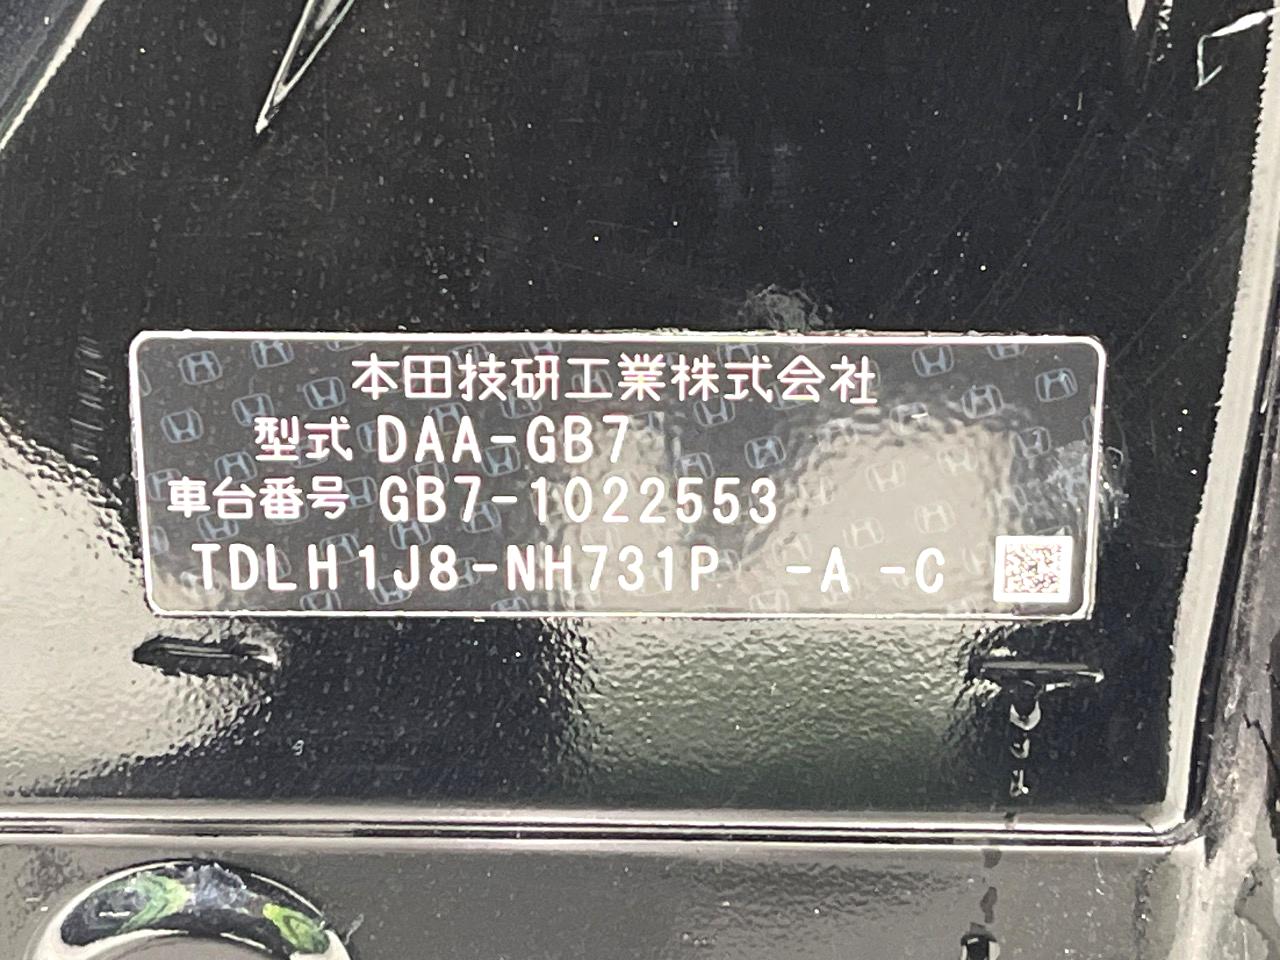 本田技研工業株式会社
型式 DAA-GB7
車台番号 GB7-1022553
TDLH1J8-NH731P -A -C